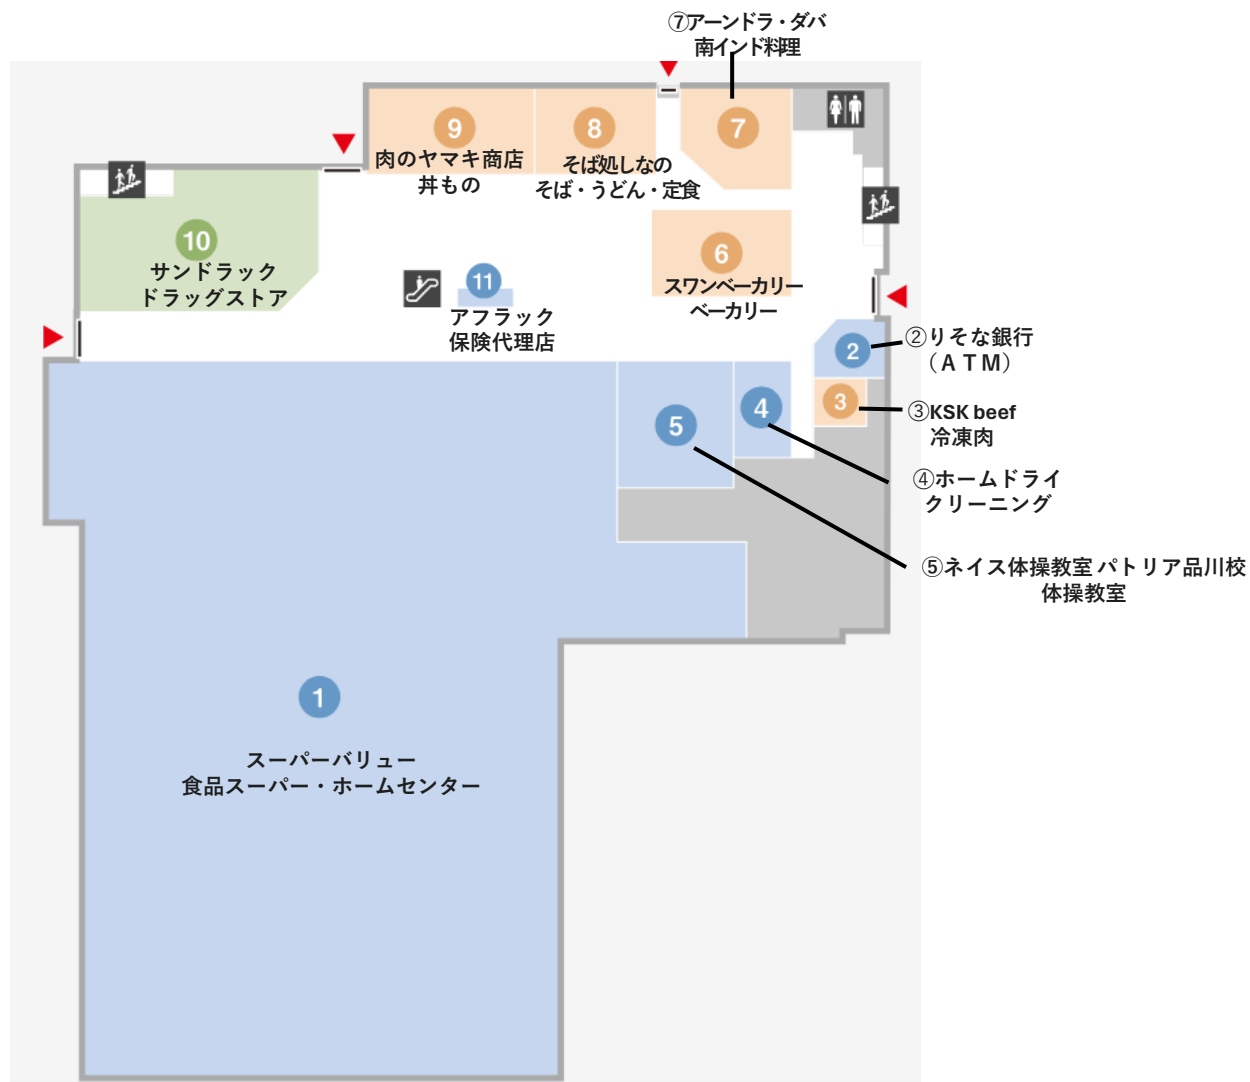 ⑦アーンドラ・ダバ
南インド料理
9
肉のヤマキ商店
丼もの
8
そば処しなの
そば・うどん・定食
7
10
サンドラック
ドラッグストア
11
アフラック
保険代理店
6
スワンベーカリー
ベーカリー
2
②りそな銀行
（ＡＴＭ）
3
③KSK beef
冷凍肉
4
④ホームドライ
クリーニング
5
⑤ネイス体操教室 パトリア品川校
体操教室
1
スーパーバリュー
食品スーパー・ホームセンター